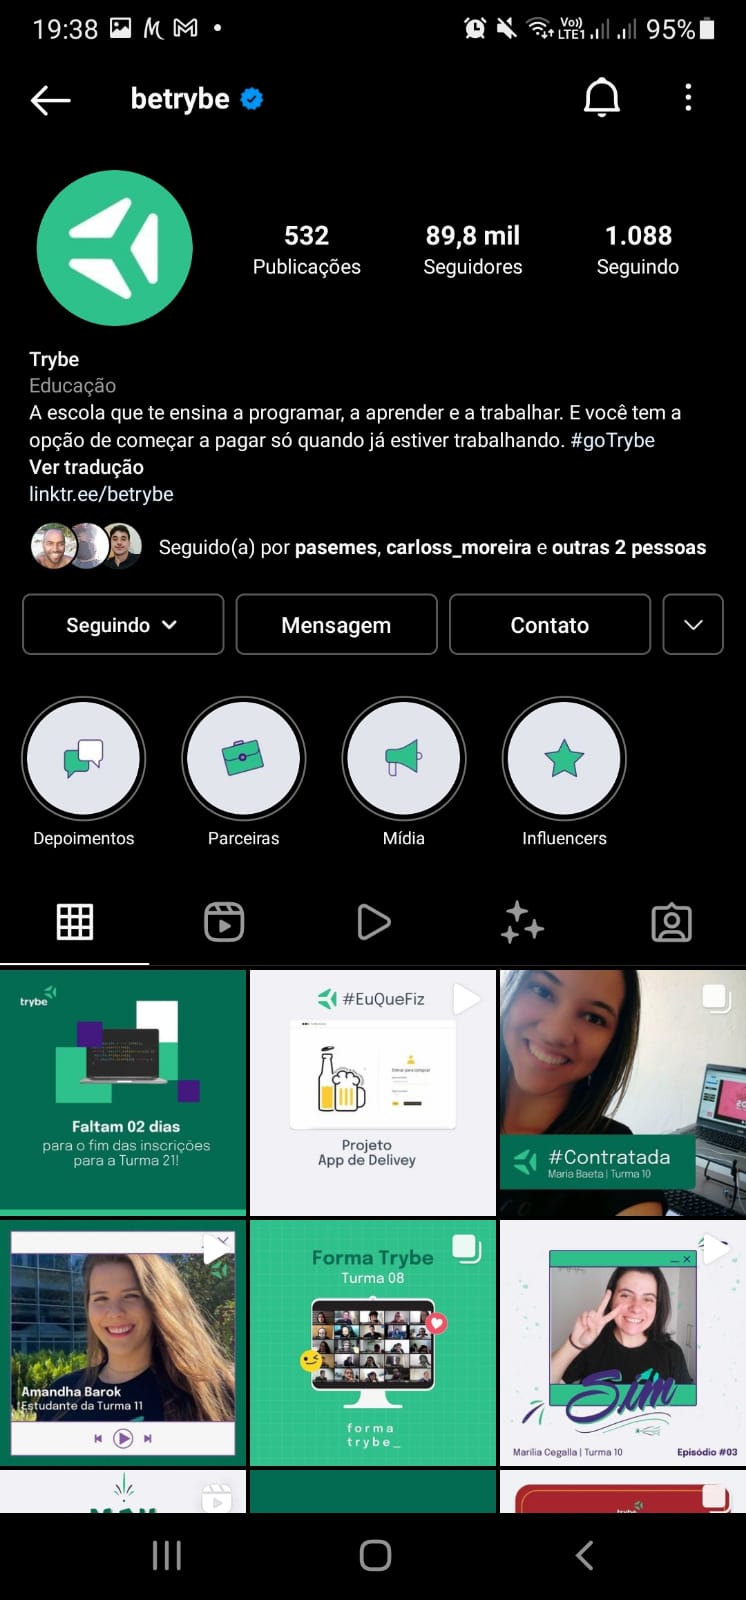 19:38
Vo)) LTE1 95%
betrybe
532 89,8 mil 1.088
Publicações Seguidores Seguindo
Trybe
Educação
A escola que te ensina a programar, a aprender e a trabalhar. E você tem a
opção de começar a pagar só quando já estiver trabalhando. #goTrybe
Ver tradução
linktr.ee/betrybe
Seguido(a) por pasemes, carloss_moreira e outras 2 pessoas
Seguindo Mensagem Contato
Depoimentos Parceiras Mídia Influencers
trybe
Faltam 02 dias
para o fim das inscrições
para a Turma 21!
#EuQueFiz
Projeto
App de Delivey
#Contratada
Maria Baeta | Turma 10
Amandha Barok
Estudante da Turma 11
Forma Trybe
Turma 08
forma
trybe_
Sim
Marília Cegalla | Turma 10 Episódio #03
trybe